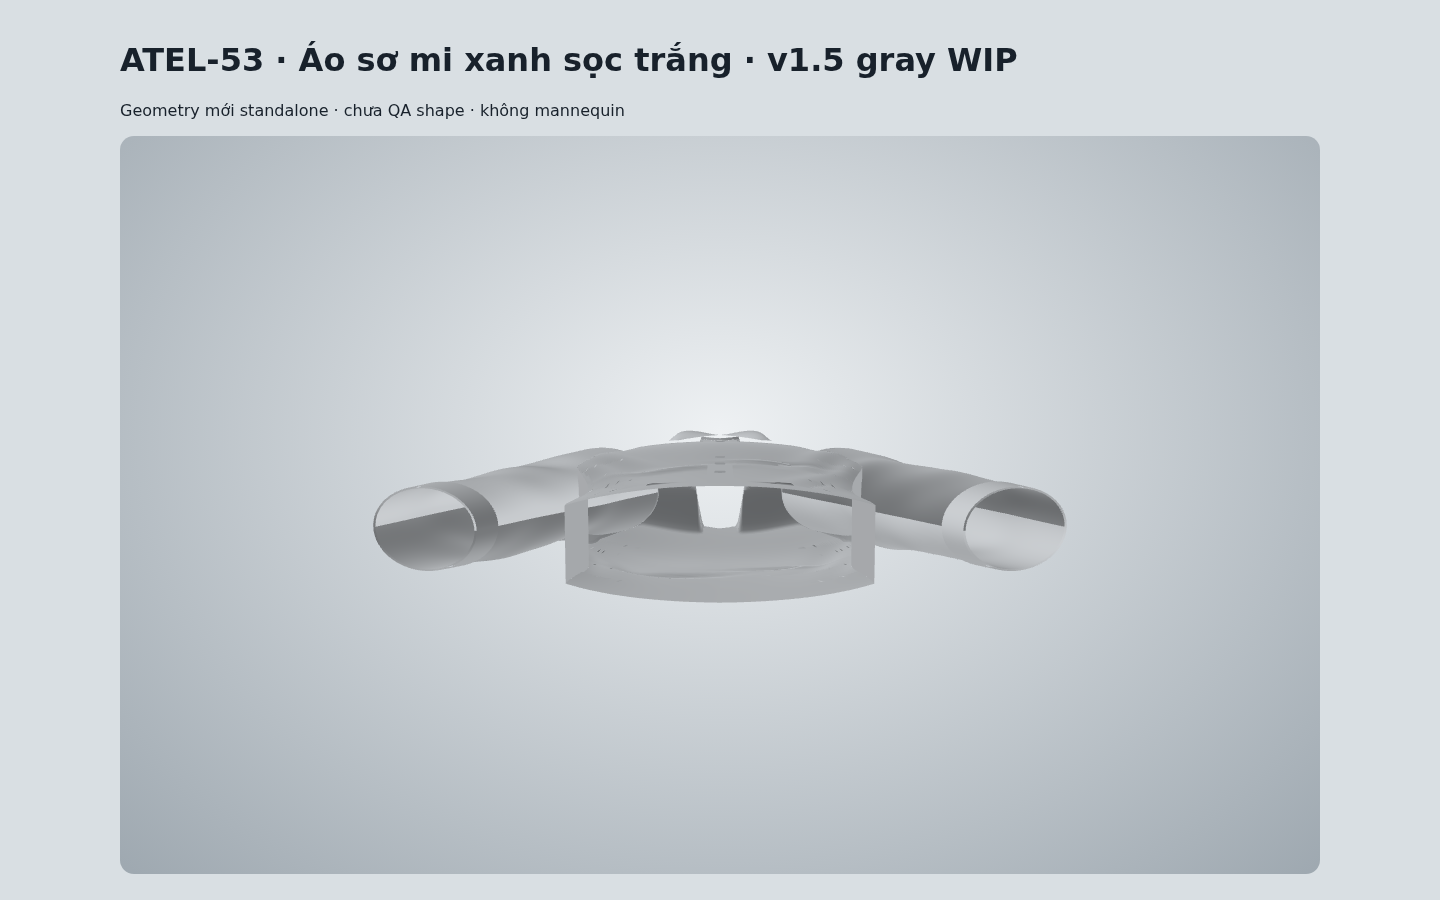 ATEL-53 · Áo sơ mi xanh sọc trắng · v1.5 gray WIP
Geometry mới standalone · chưa QA shape · không mannequin